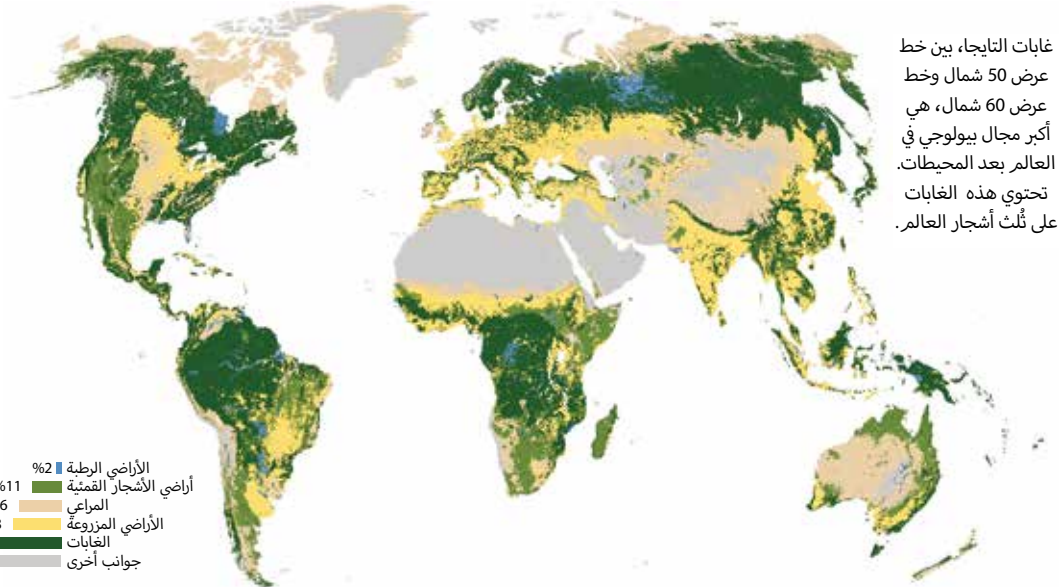 غابات التايجا، بين خط
عرض 50 شمال وخط
عرض 60 شمال، هي
أكبر مجال بيولوجي في
العالم بعد المحيطات.
تحتوي هذه الغابات
على ثُلث أشجار العالم.
الأراضي الرطبة %2
أراضي الأشجار القمئية %11
المراعي
الأراضي المزروعة
الغابات
جوانب أخرى